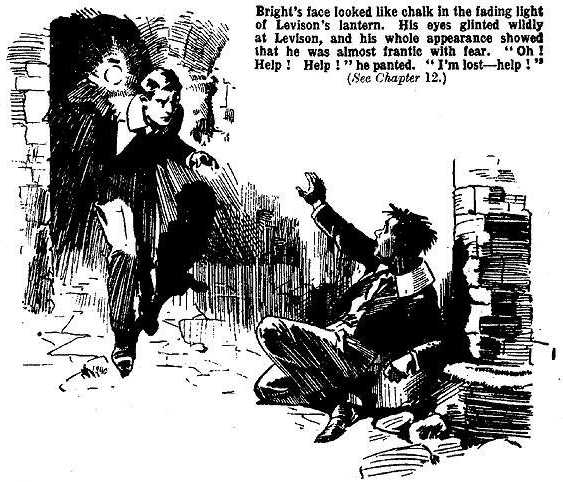 Bright's face looked like chalk in the fading light
of Levison's lantern. His eyes glinted wildly
at Levison, and his whole appearance showed
that he was almost frantic with fear. "Oh!
Help! Help!" he panted. "I'm lost—help!"
(See Chapter 12.)